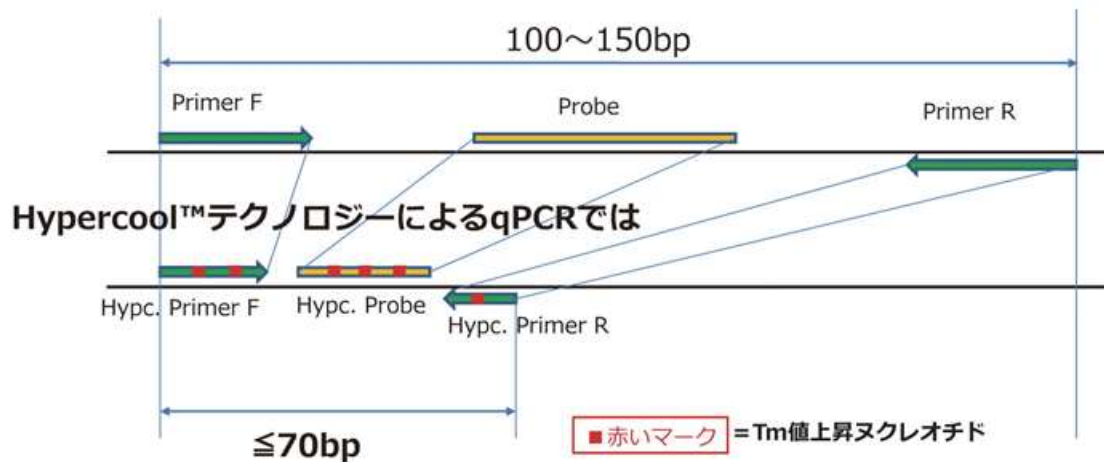 100～150bp
Primer F
Probe
Primer R
Hypercool™テクノロジーによるqPCRでは
Hypc. Primer F
Hypc. Probe
Hypc. Primer R
≦70bp
■赤いマーク =Tm値上昇ヌクレオチド